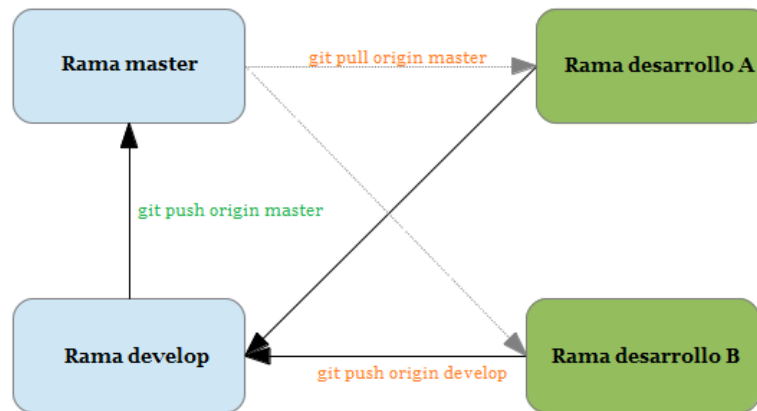 Rama master
git pull origin master
Rama desarrollo A
git push origin master
Rama develop
git push origin develop
Rama desarrollo B